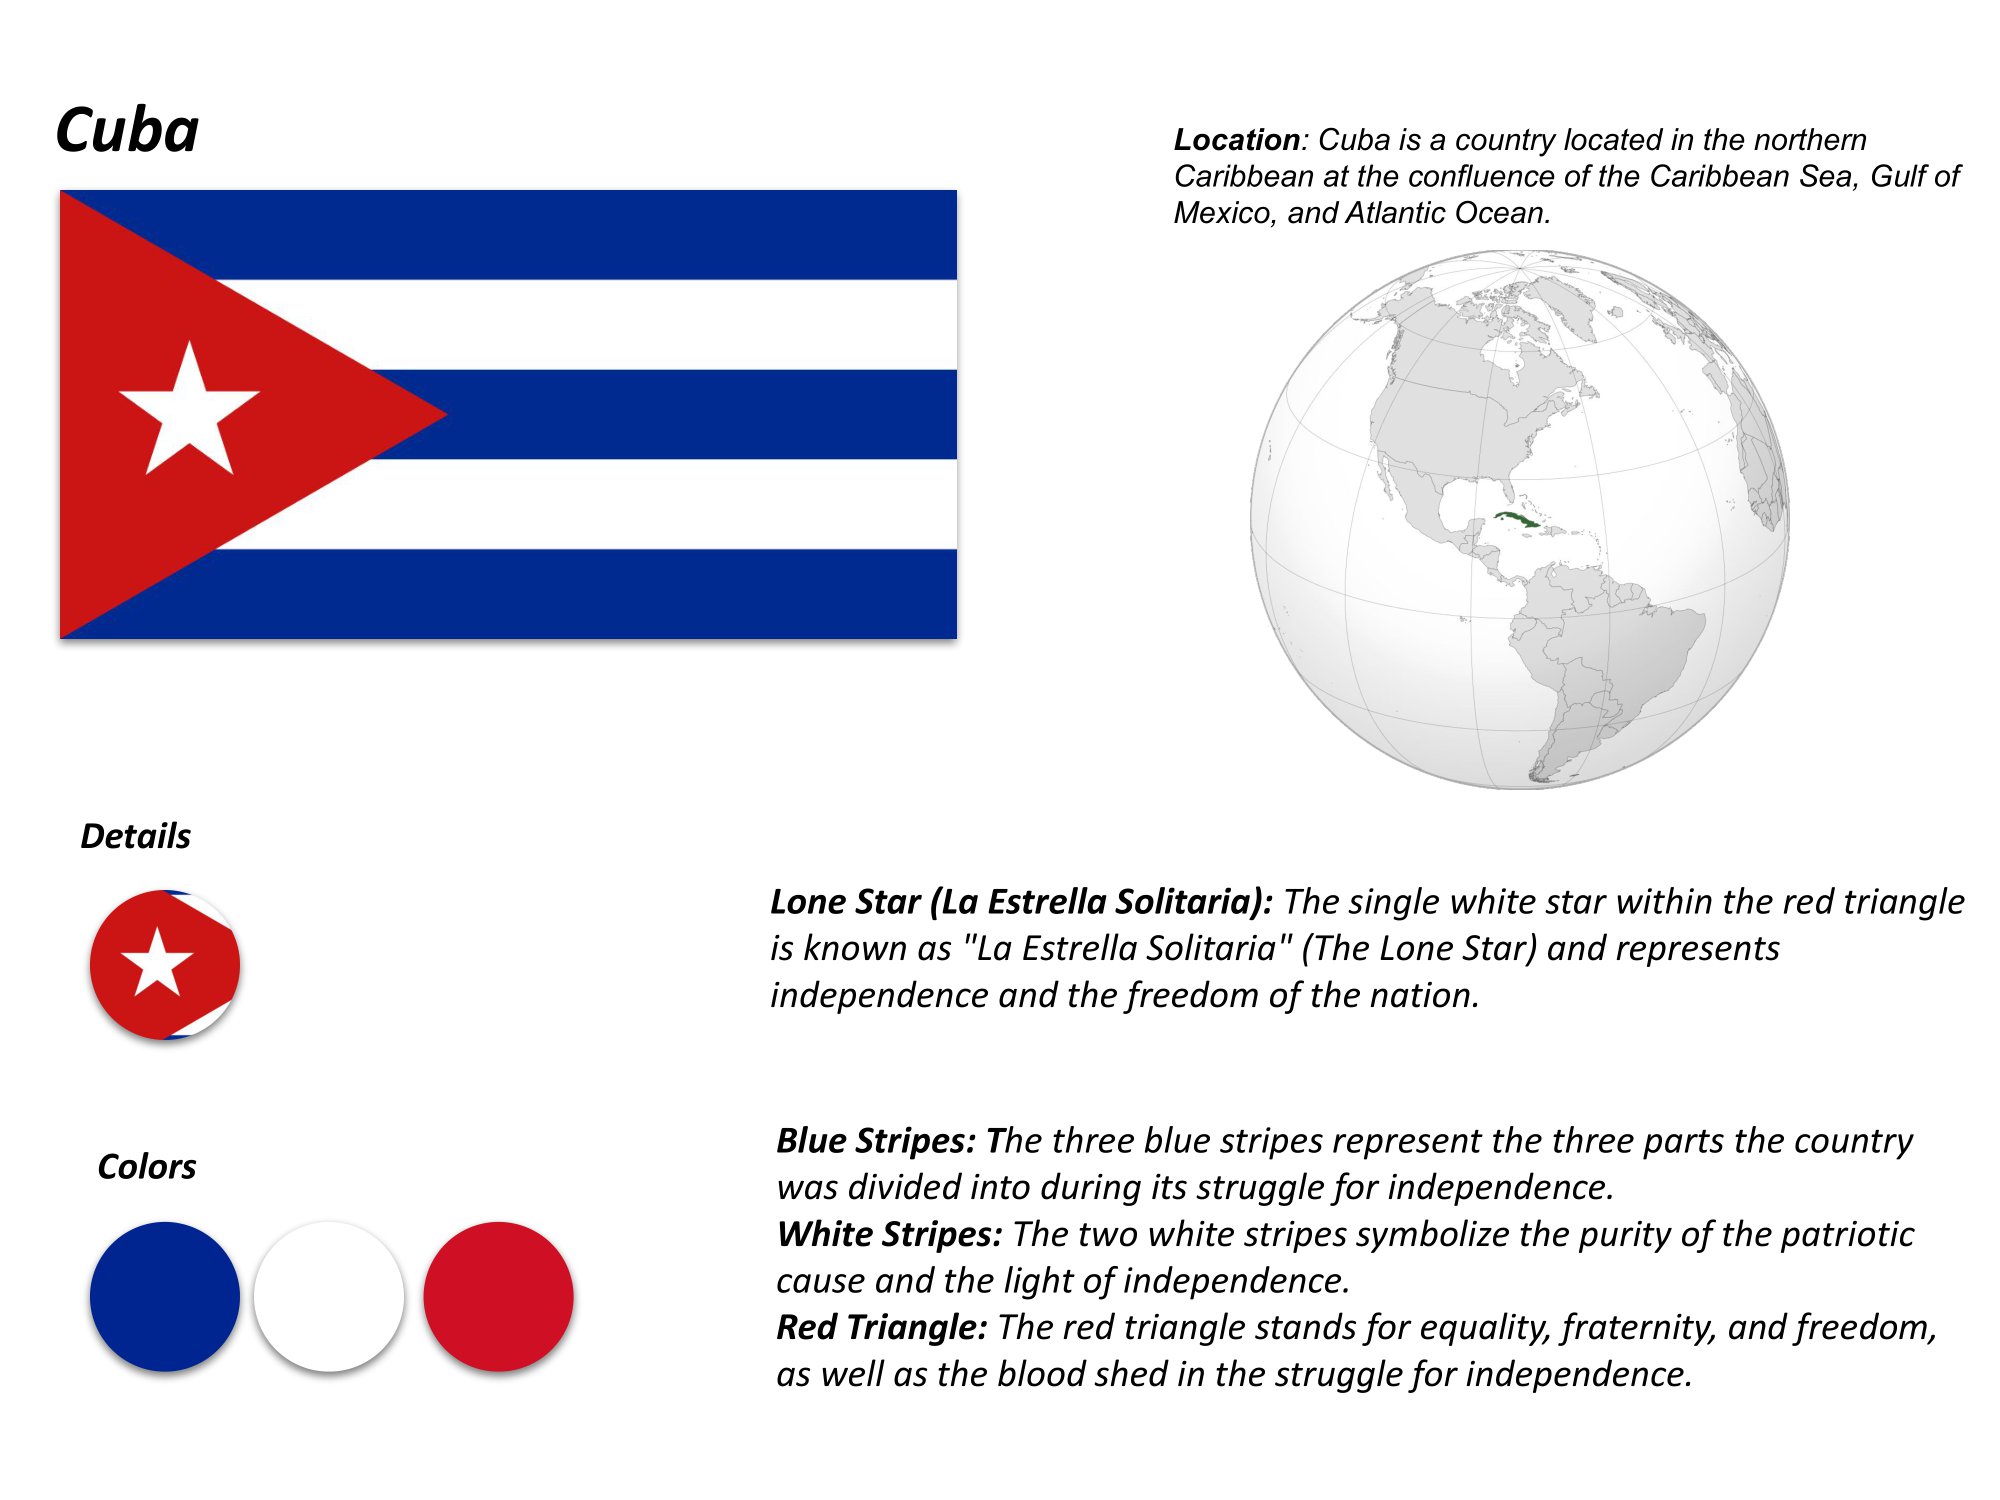 Cuba
Location: Cuba is a country located in the northern
Caribbean at the confluence of the Caribbean Sea, Gulf of
Mexico, and Atlantic Ocean.
Details
Lone Star (La Estrella Solitaria): The single white star within the red triangle
is known as "La Estrella Solitaria" (The Lone Star) and represents
independence and the freedom of the nation.
Colors
Blue Stripes: The three blue stripes represent the three parts the country
was divided into during its struggle for independence.
White Stripes: The two white stripes symbolize the purity of the patriotic
cause and the light of independence.
Red Triangle: The red triangle stands for equality, fraternity, and freedom,
as well as the blood shed in the struggle for independence.